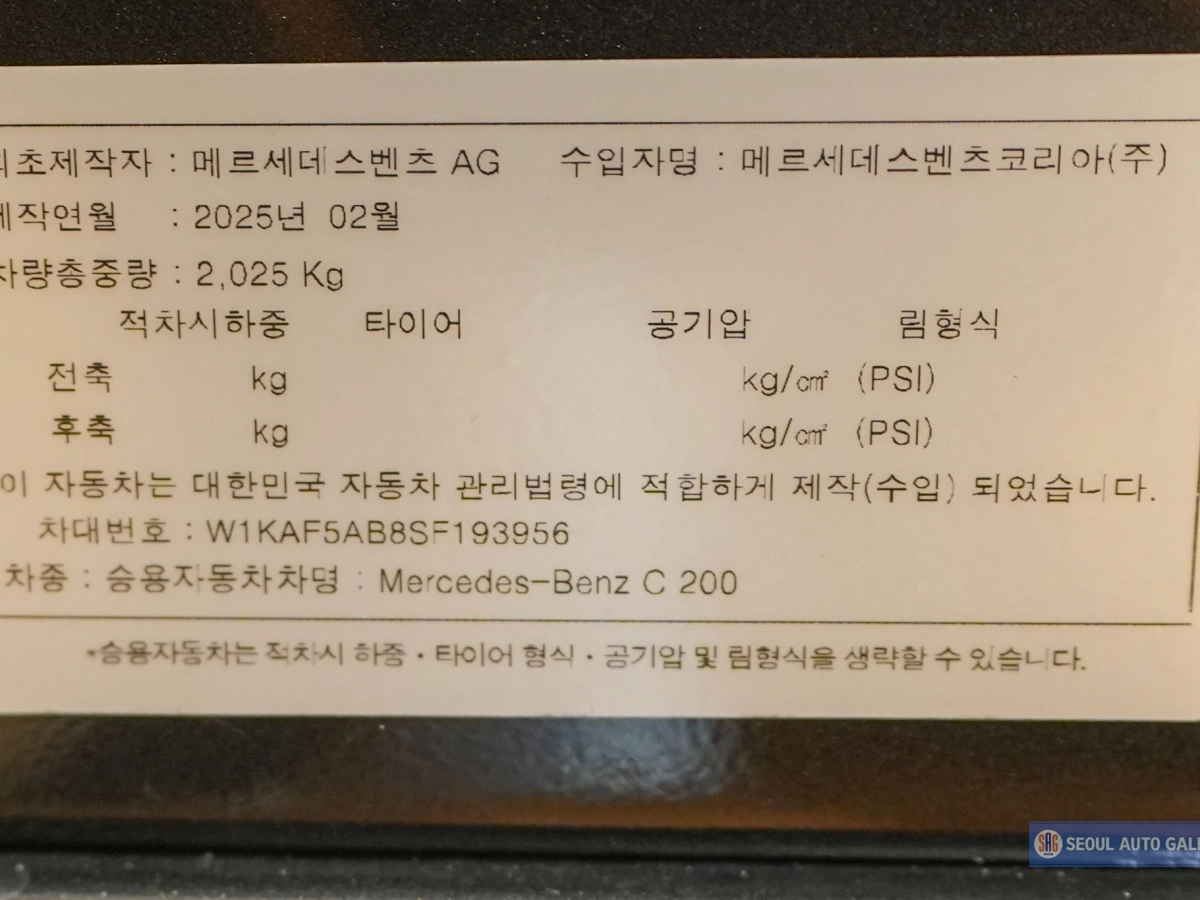 최초제작자 : 메르세데스벤츠 AG 수입자명 : 메르세데스벤츠코리아(주)
제작연월 : 2025년 02월
차량총중량 : 2,025 Kg
적차시하중 타이어 공기압 림형식
전축 kg kg/㎠ (PSI)
후축 kg kg/㎠ (PSI)
이 자동차는 대한민국 자동차 관리법령에 적합하게 제작(수입) 되었습니다.
차대번호 : W1KAF5AB8SF193956
차종 : 승용자동차차명 : Mercedes-Benz C 200
*승용자동차는 적차시 하중 · 타이어 형식 · 공기압 및 림형식을 생략할 수 있습니다.
SAG SEOUL AUTO GALL